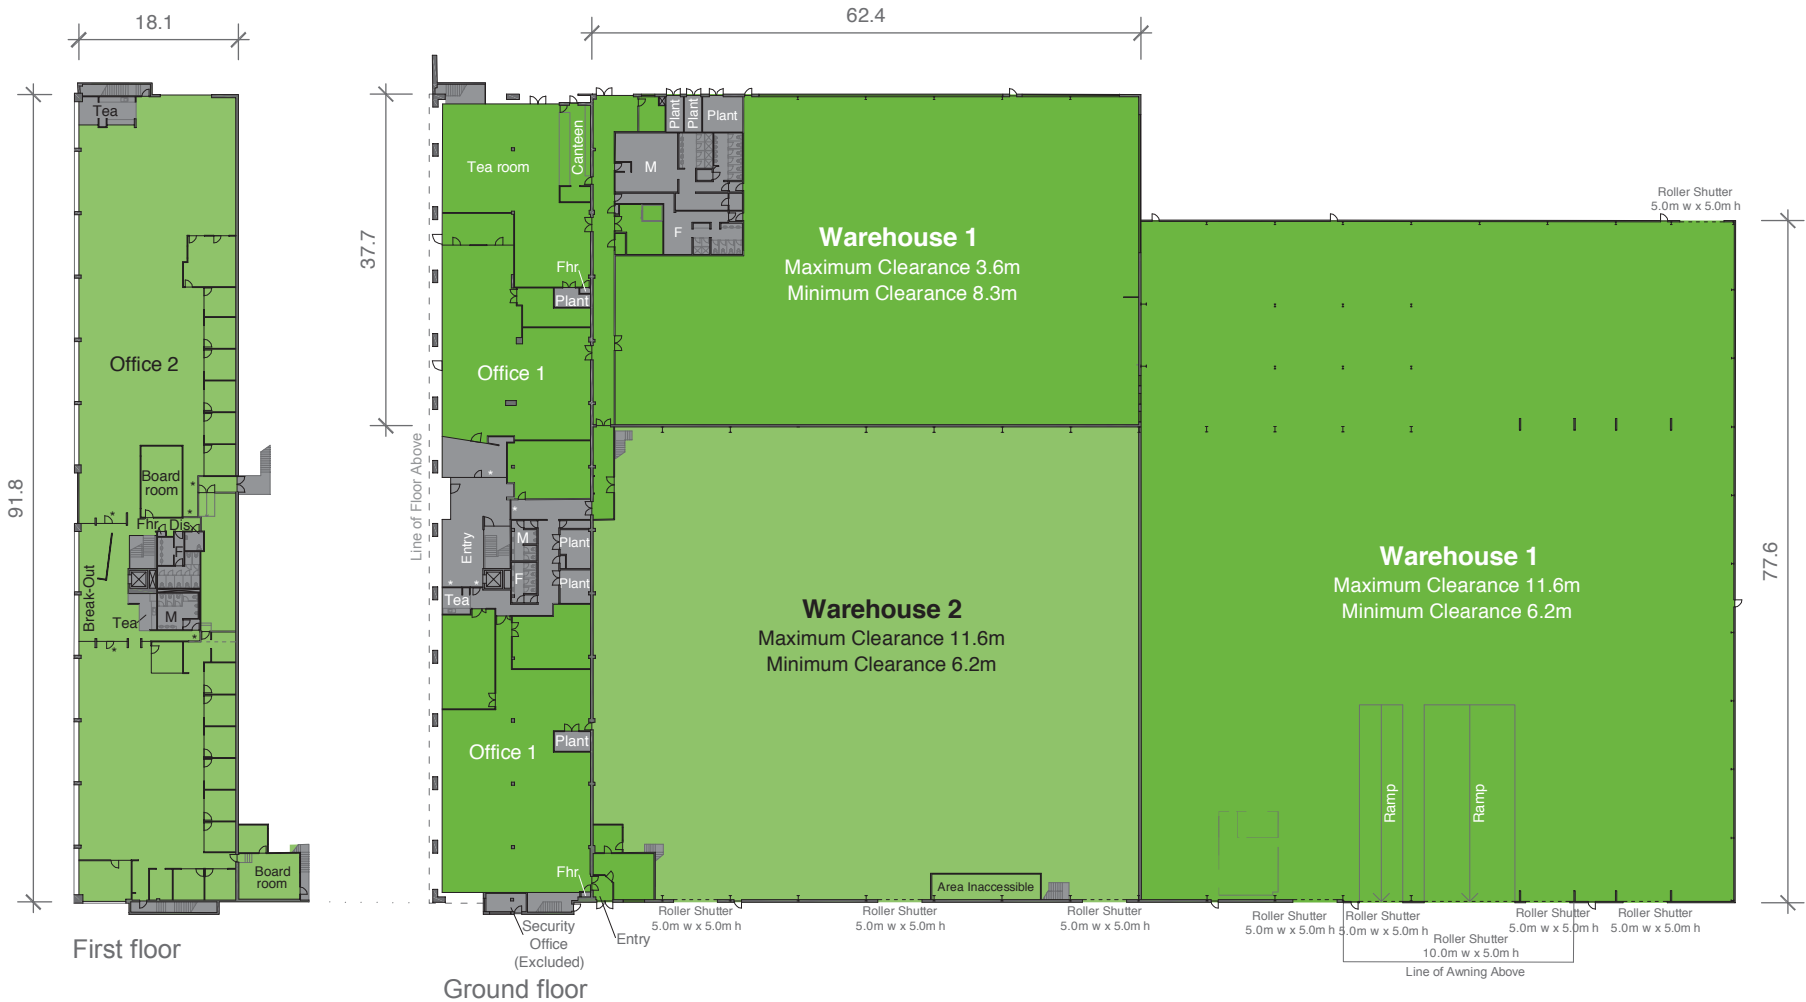 18.1
62.4
Tea
Plant
Plant
Plant
Canteen
Tea room
M
Roller Shutter
5.0m w x 5.0m h
37.7
F
Warehouse 1
Maximum Clearance 3.6m
Minimum Clearance 8.3m
Fhr
Plant
Office 2
Office 1
91.8
Line of Floor Above
Board
room
*
*
*
*
*
Fhr
Dis
F
Break-Out
Tea
M
*
*
Entry
M
F
Plant
Plant
*
*
Tea
Warehouse 2
Maximum Clearance 11.6m
Minimum Clearance 6.2m
Warehouse 1
Maximum Clearance 11.6m
Minimum Clearance 6.2m
77.6
Office 1
Plant
Ramp
Ramp
Board
room
Fhr
Area Inaccessible
Roller Shutter
5.0m w x 5.0m h
Roller Shutter
5.0m w x 5.0m h
Roller Shutter
5.0m w x 5.0m h
Roller Shutter
5.0m w x 5.0m h
Roller Shutter
5.0m w x 5.0m h
Roller Shutter
5.0m w x 5.0m h
Roller Shutter
5.0m w x 5.0m h
Roller Shutter
10.0m w x 5.0m h
Line of Awning Above
Security
Office
(Excluded)
Entry
First floor
Ground floor